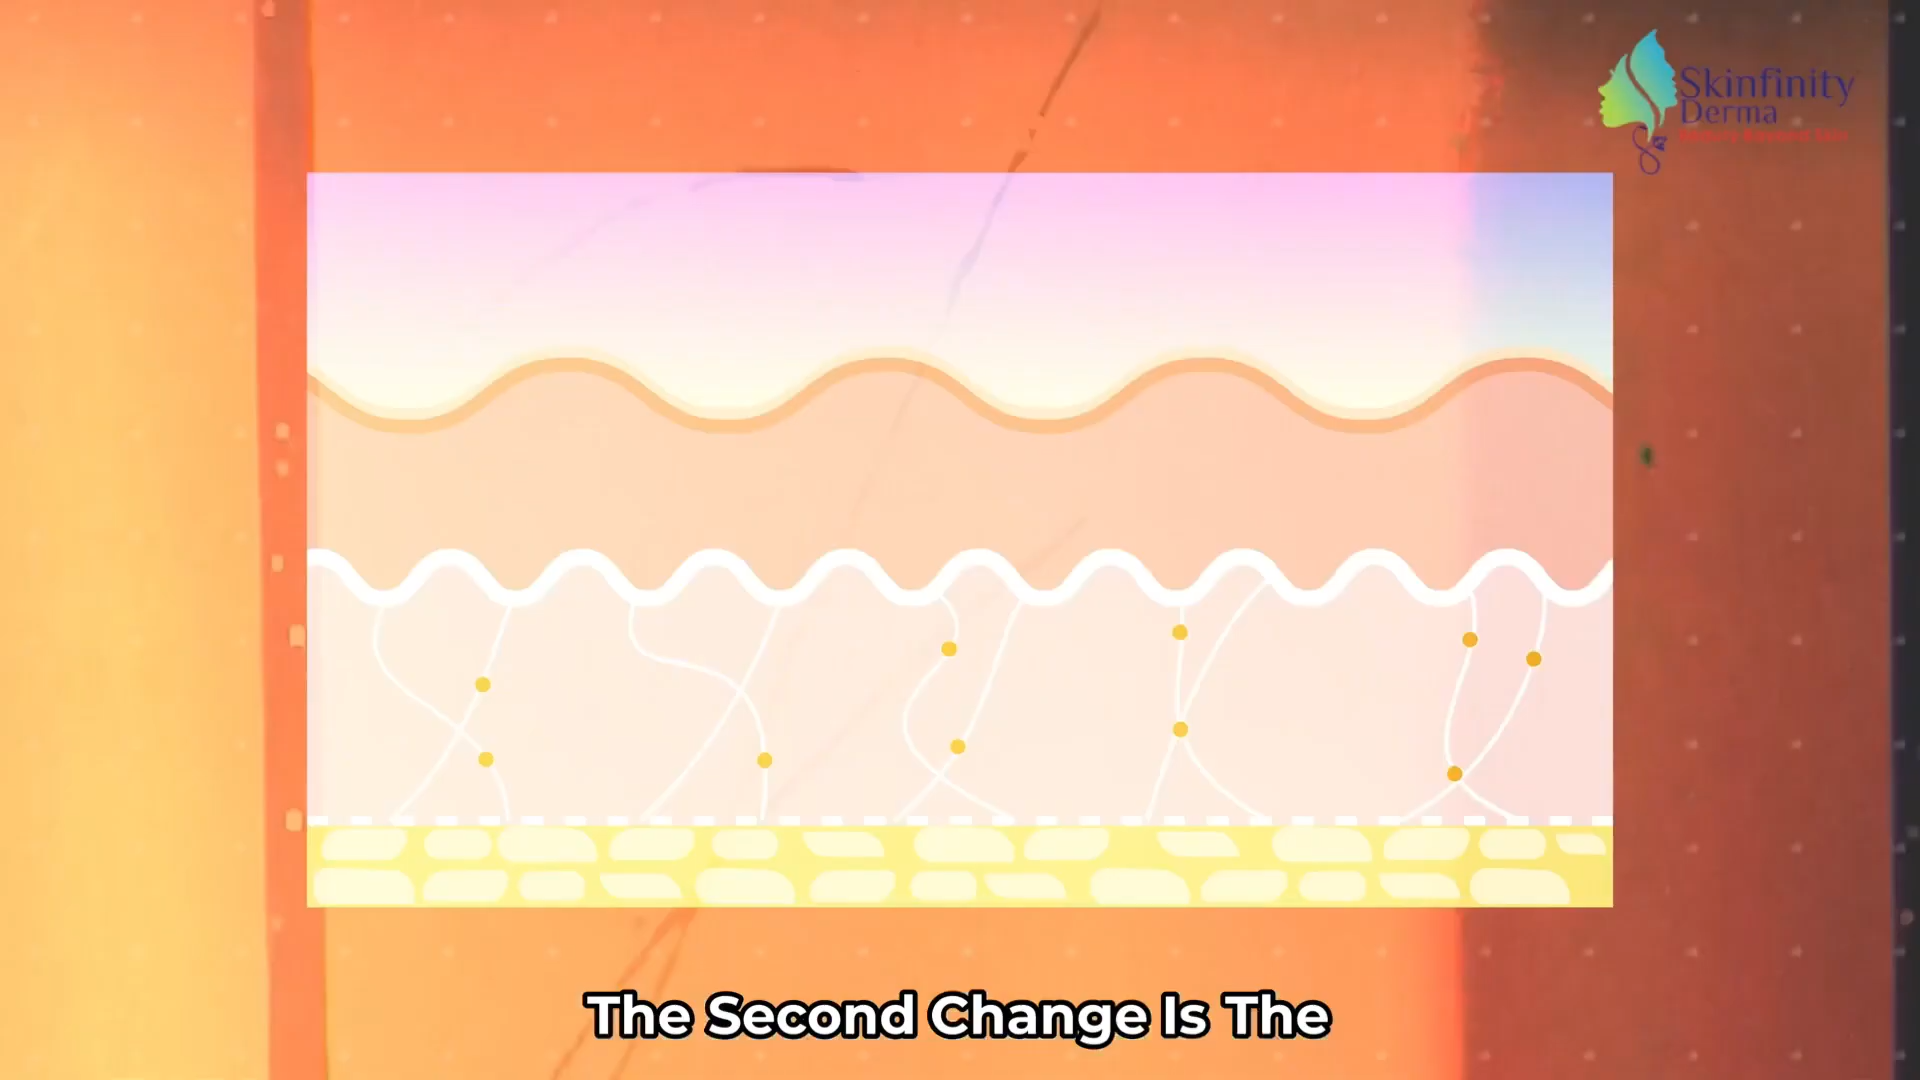 Skinfinity
Derma
The Second Change Is The